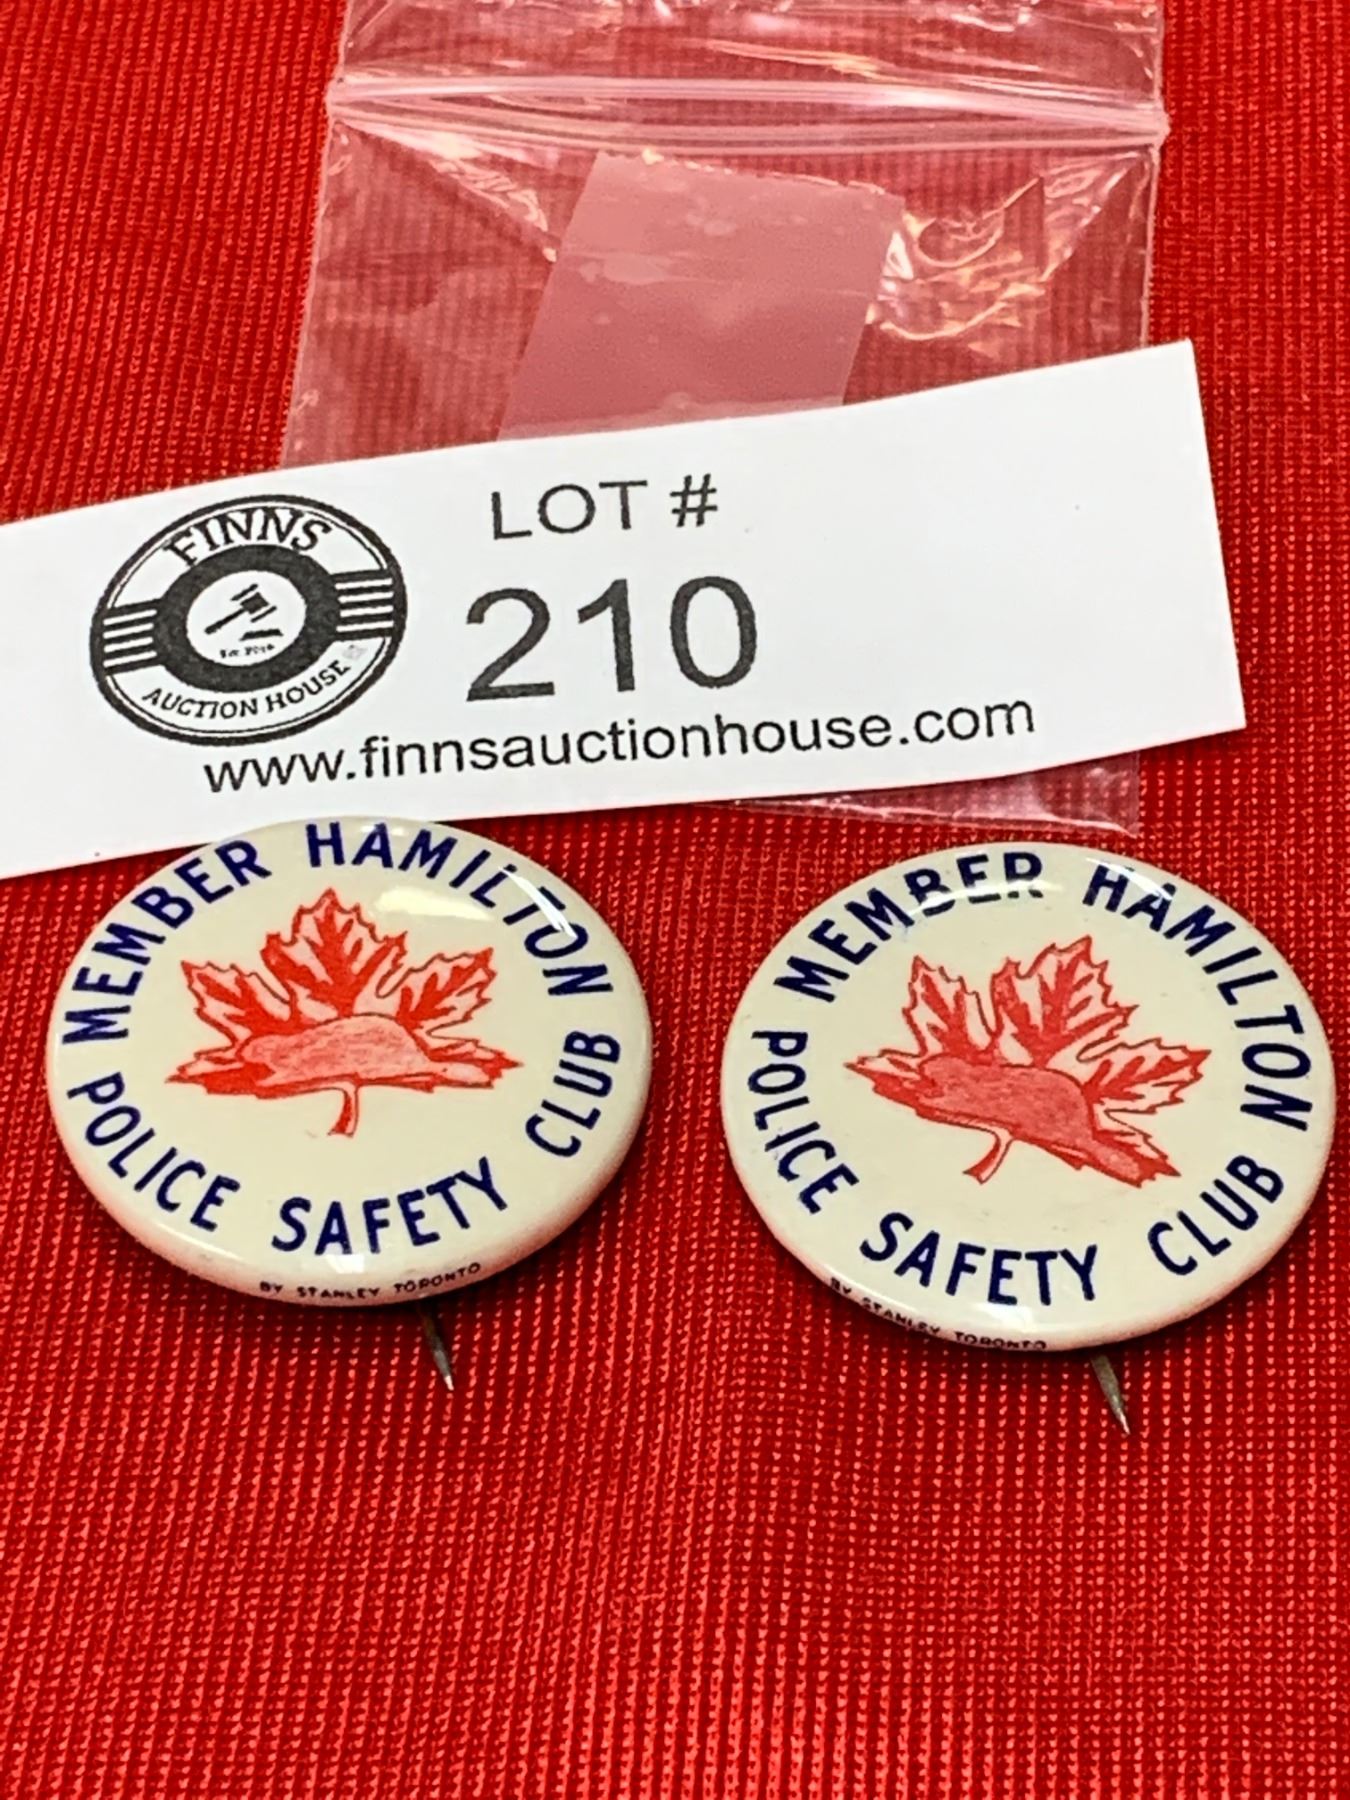 FINNS
AUCTION HOUSE
LOT #
210
www.finnsauctionhouse.com
MEMBER HAMILTON
POLICE SAFETY CLUB
BY STANLEY TORONTO
MEMBER HAMILTON
POLICE SAFETY CLUB
BY STANLEY TORONTO